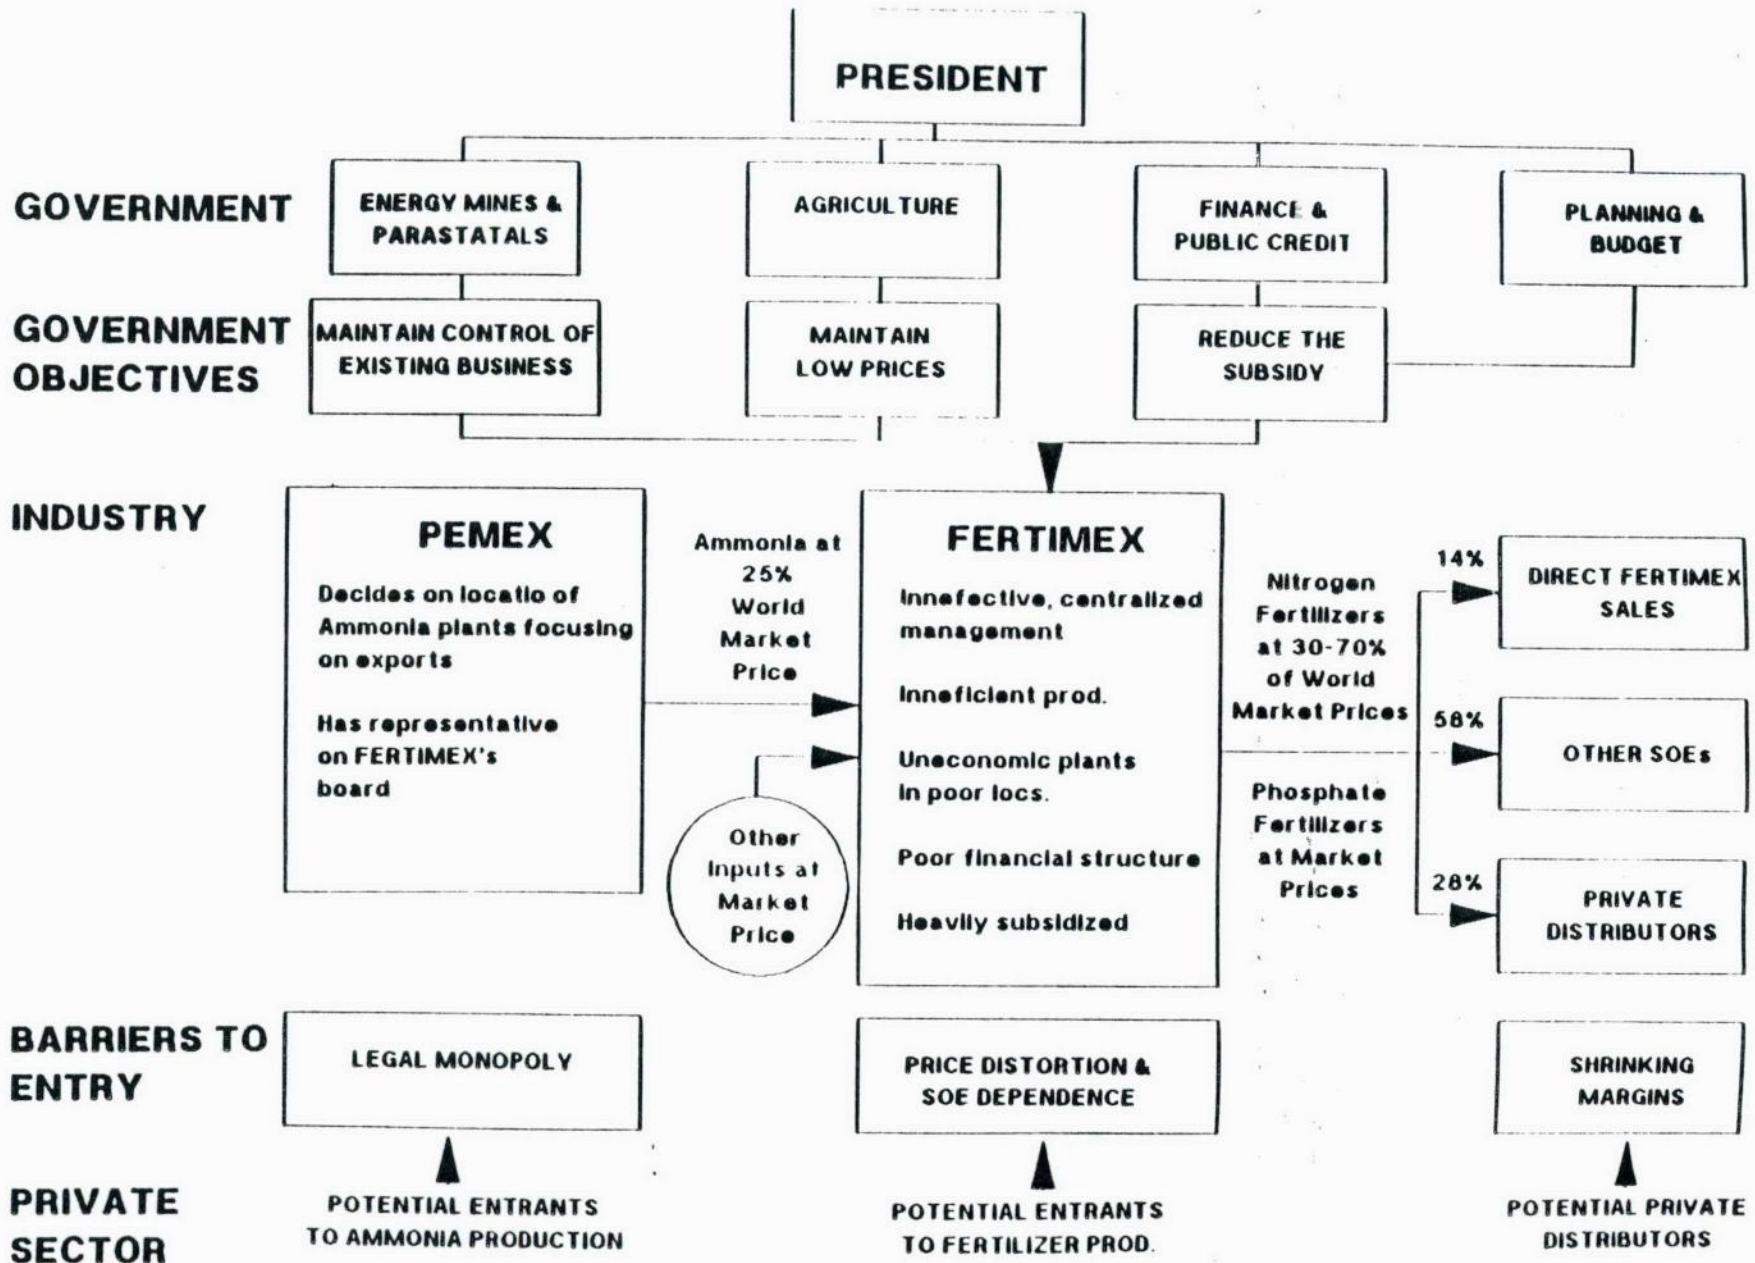 PRESIDENT
GOVERNMENT
ENERGY MINES &
PARASTATALS
AGRICULTURE
FINANCE &
PUBLIC CREDIT
PLANNING &
BUDGET
GOVERNMENT
OBJECTIVES
MAINTAIN CONTROL OF
EXISTING BUSINESS
MAINTAIN
LOW PRICES
REDUCE THE
SUBSIDY
INDUSTRY
PEMEX
Decides on locatio of
Ammonia plants focusing
on exports
Has representative
on FERTIMEX's
board
Ammonia at
25%
World
Market
Price
Other
Inputs at
Market
Price
FERTIMEX
Innefective, centralized
management
Inneficient prod.
Uneconomic plants
In poor locs.
Poor financial structure
Heavily subsidized
Nitrogen
Fertilizers
at 30-70%
of World
Market Prices
Phosphate
Fertilizers
at Market
Prices
14%
DIRECT FERTIMEX
SALES
58%
OTHER SOEs
28%
PRIVATE
DISTRIBUTORS
BARRIERS TO
ENTRY
LEGAL MONOPOLY
PRICE DISTORTION &
SOE DEPENDENCE
SHRINKING
MARGINS
PRIVATE
SECTOR
POTENTIAL ENTRANTS
TO AMMONIA PRODUCTION
POTENTIAL ENTRANTS
TO FERTILIZER PROD.
POTENTIAL PRIVATE
DISTRIBUTORS